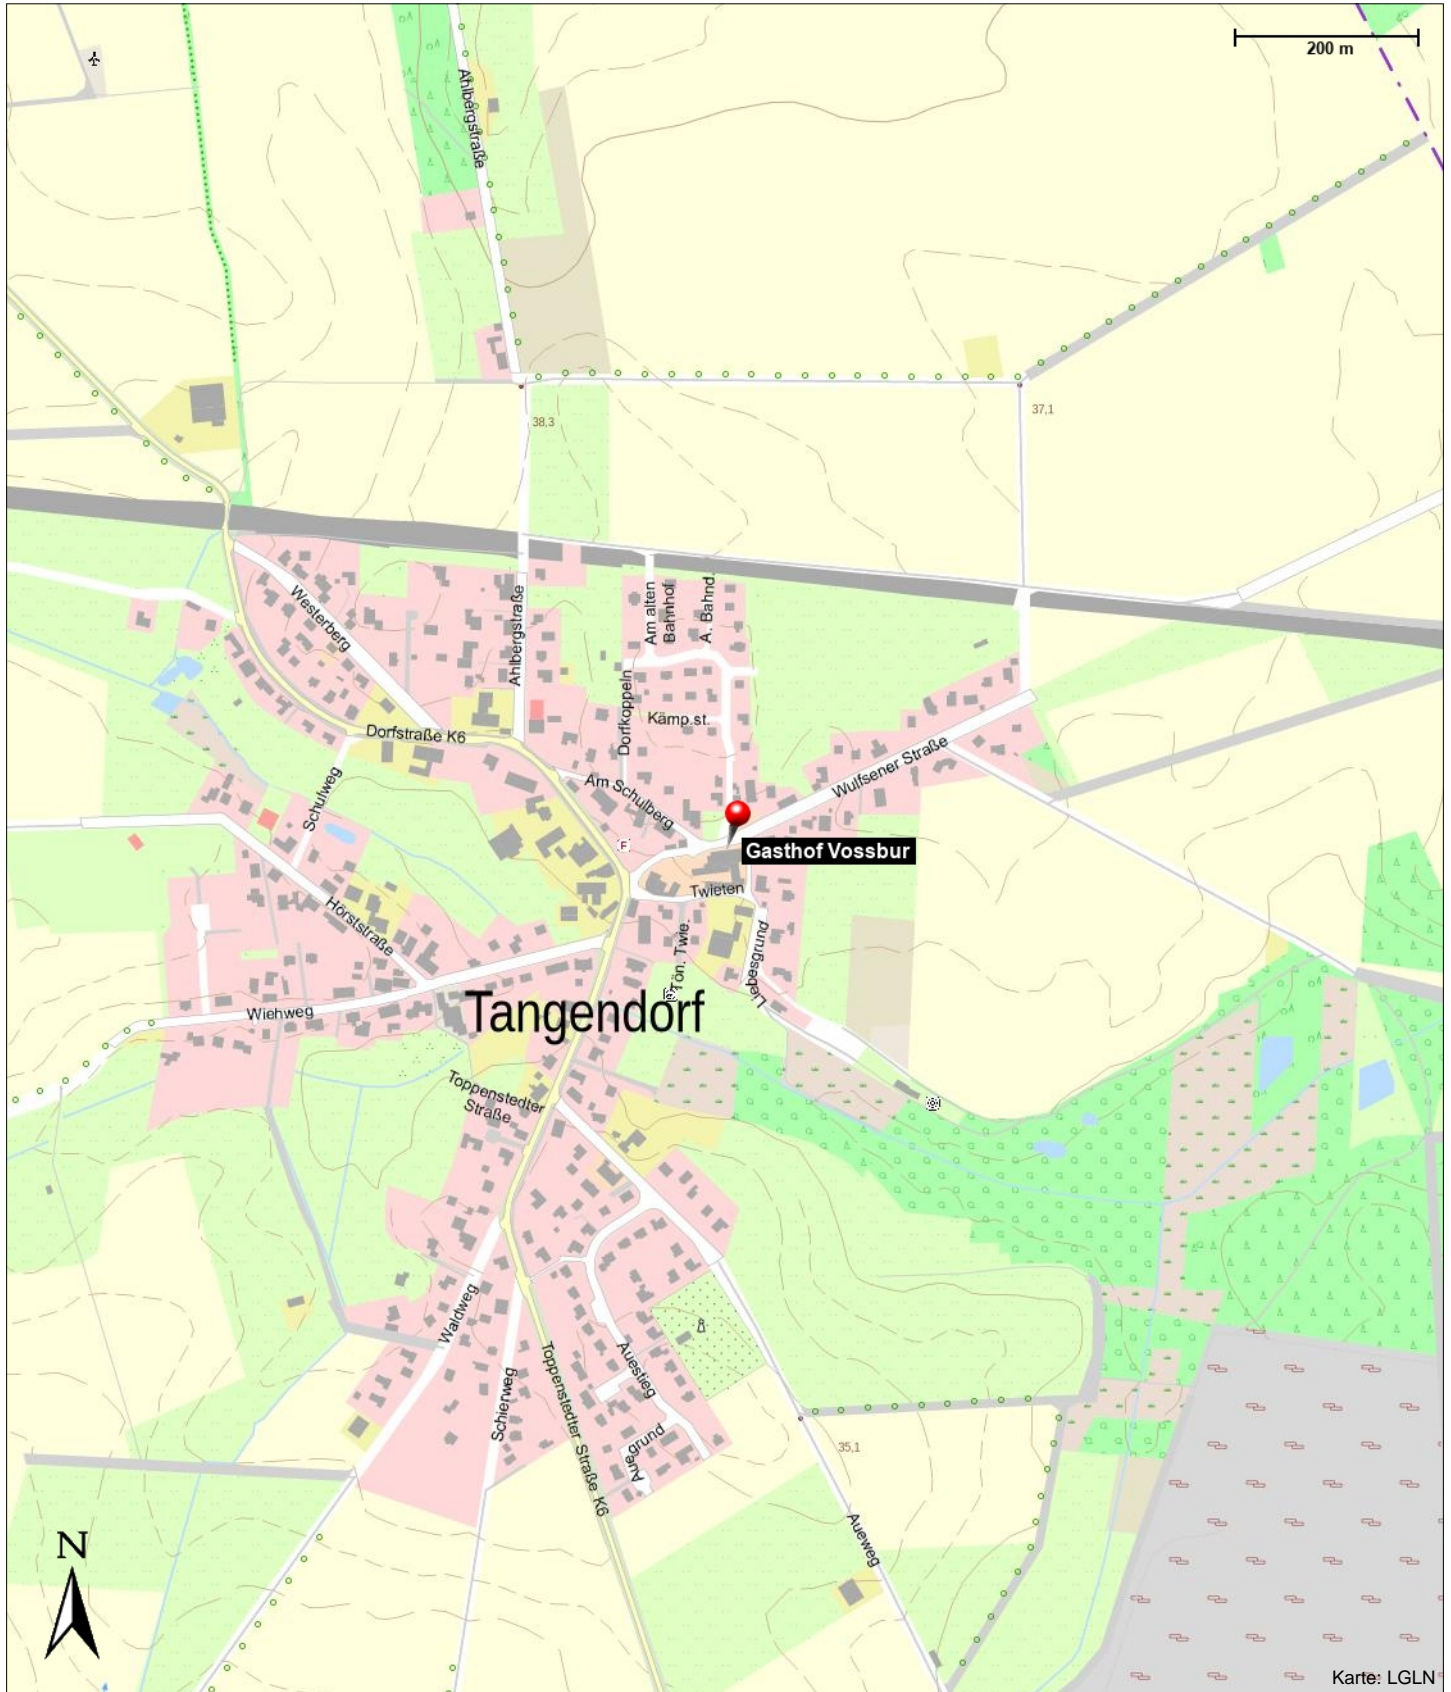 200 m
Ahlbergstraße
38,3
37,1
Westerberg
Ahlbergstraße
Am alten
Bahnhof
A. Bahnd.
Dorfkoppeln
Kämp.st.
Dorfstraße K6
Schulweg
Am Schulberg
Wulfsener Straße
F
Gasthof Vossbur
Twieten
Hörststraße
Tön. Twie.
Liebesgrund
Wiehweg
Tangendorf
Toppenstedter
Straße
Waldweg
Schierweg
Toppenstedter Straße K6
Auestieg
Auegrund
35,1
Aueweg
N
Karte: LGLN